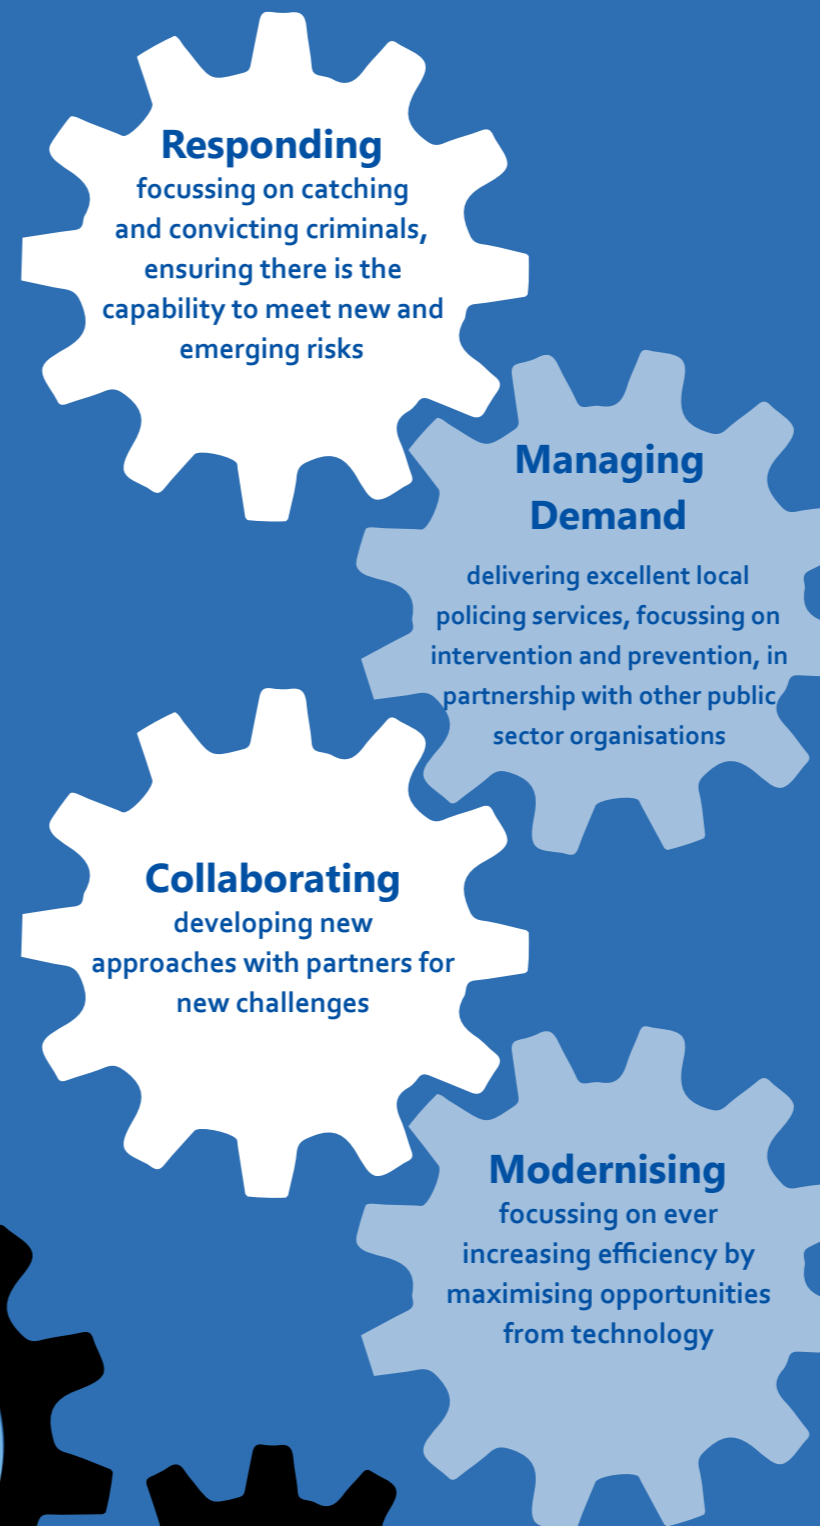 Responding
focussing on catching
and convicting criminals,
ensuring there is the
capability to meet new and
emerging risks
Managing
Demand
delivering excellent local
policing services, focussing on
intervention and prevention, in
partnership with other public
sector organisations
Collaborating
developing new
approaches with partners for
new challenges
Modernising
focussing on ever
increasing efficiency by
maximising opportunities
from technology